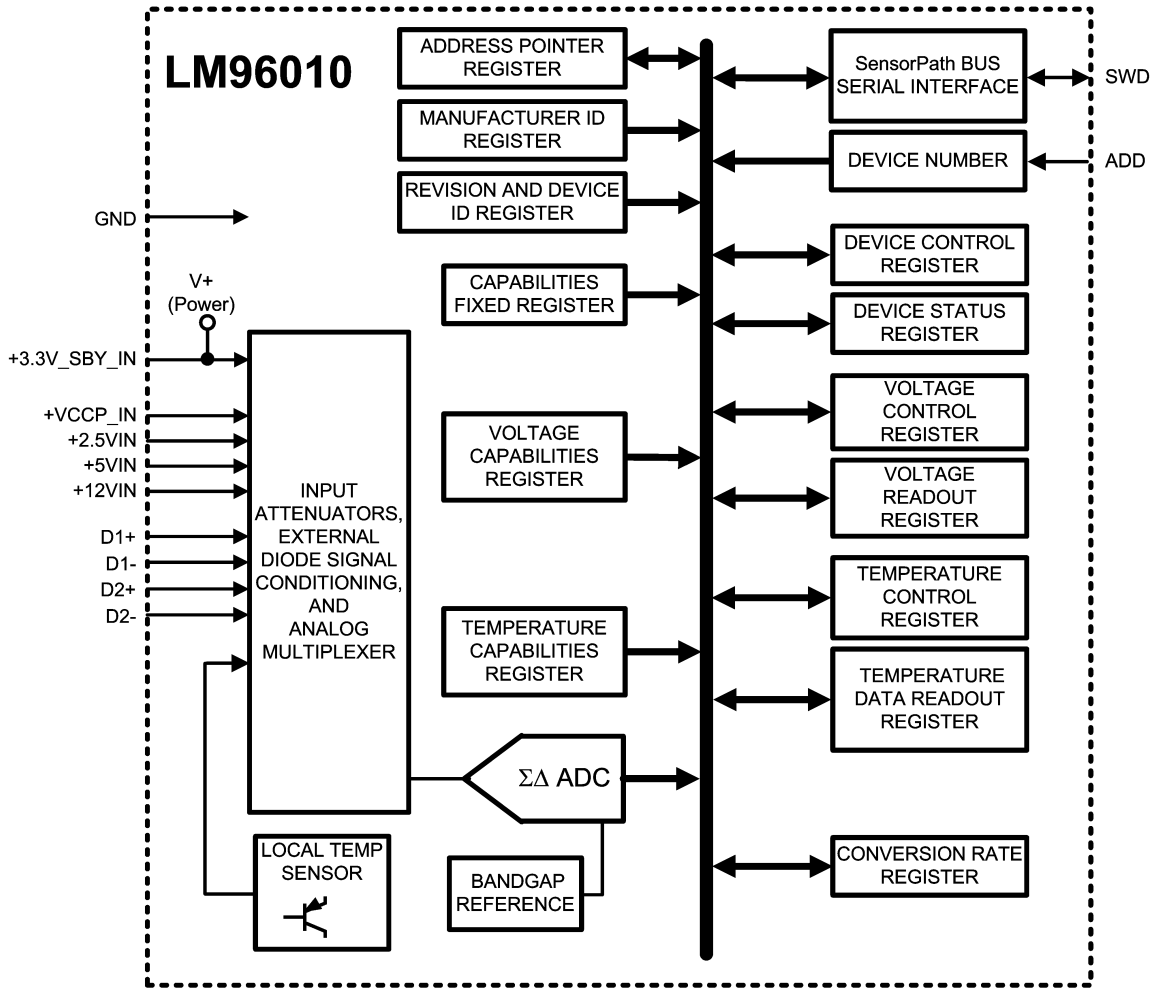 LM96010
ADDRESS POINTER
REGISTER
MANUFACTURER ID
REGISTER
REVISION AND DEVICE
ID REGISTER
CAPABILITIES
FIXED REGISTER
VOLTAGE
CAPABILITIES
REGISTER
TEMPERATURE
CAPABILITIES
REGISTER
ΣΔ ADC
BANDGAP
REFERENCE
GND
V+
(Power)
+3.3V_SBY_IN
+VCCP_IN
+2.5VIN
+5VIN
+12VIN
D1+
D1-
D2+
D2-
INPUT
ATTENUATORS,
EXTERNAL
DIODE SIGNAL
CONDITIONING,
AND
ANALOG
MULTIPLEXER
LOCAL TEMP
SENSOR
SensorPath BUS
SERIAL INTERFACE
SWD
DEVICE NUMBER
ADD
DEVICE CONTROL
REGISTER
DEVICE STATUS
REGISTER
VOLTAGE
CONTROL
REGISTER
VOLTAGE
READOUT
REGISTER
TEMPERATURE
CONTROL
REGISTER
TEMPERATURE
DATA READOUT
REGISTER
CONVERSION RATE
REGISTER